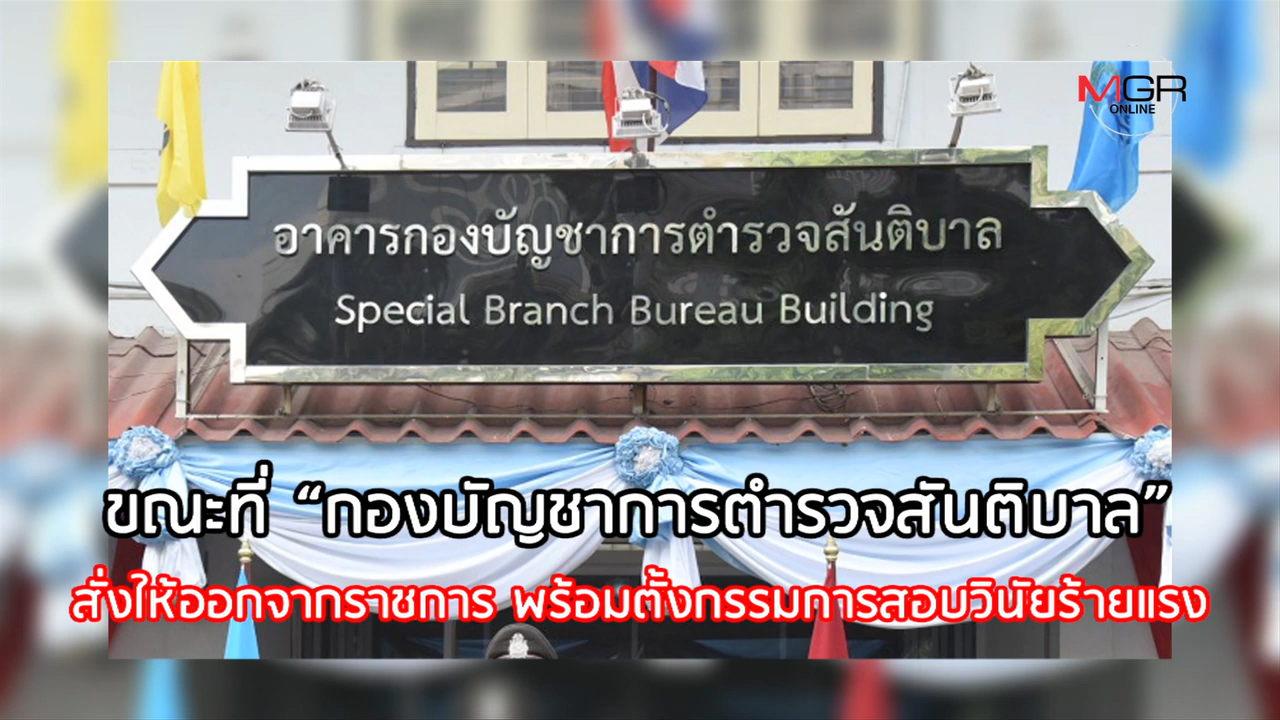 MGR
ONLINE
อาคารกองบัญชาการตำรวจสันติบาล
Special Branch Bureau Building
ขณะที่ “กองบัญชาการตำรวจสันติบาล”
สั่งให้ออกจากราชการ พร้อมตั้งกรรมการสอบวินัยร้ายแรง